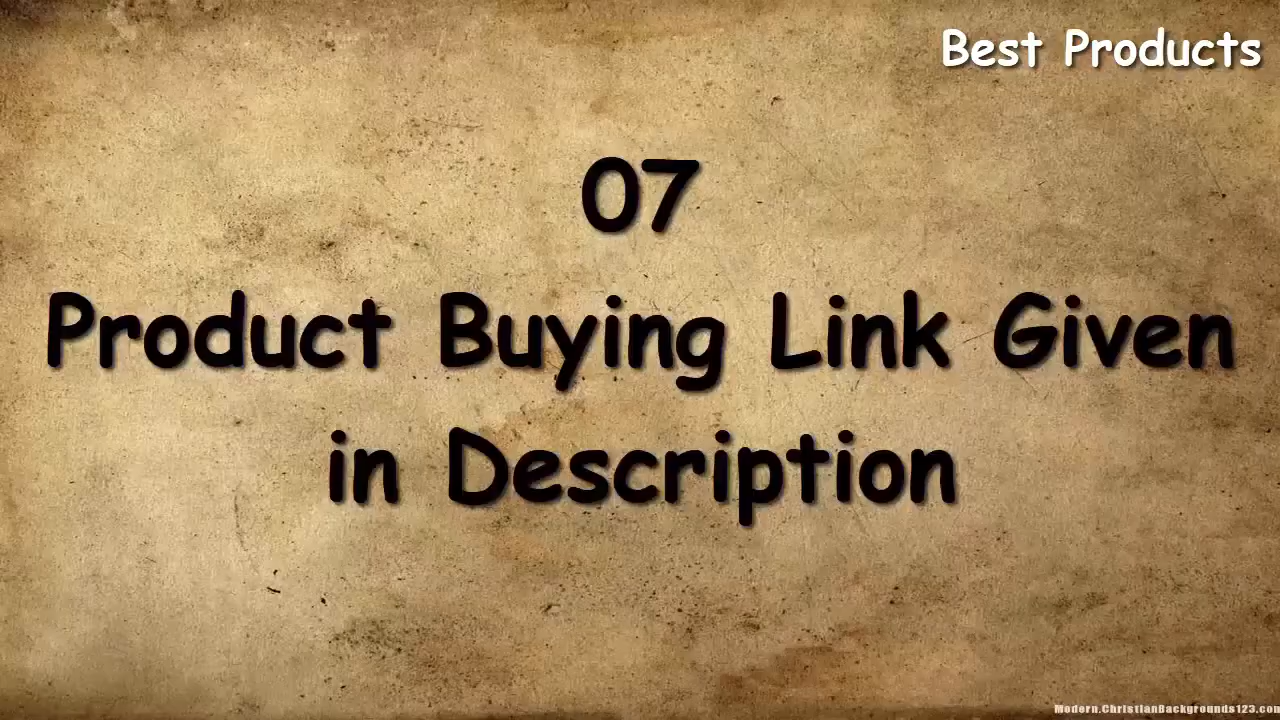 Best Products
07
Product Buying Link Given
in Description
Modern.ChristianBackgrounds123.com